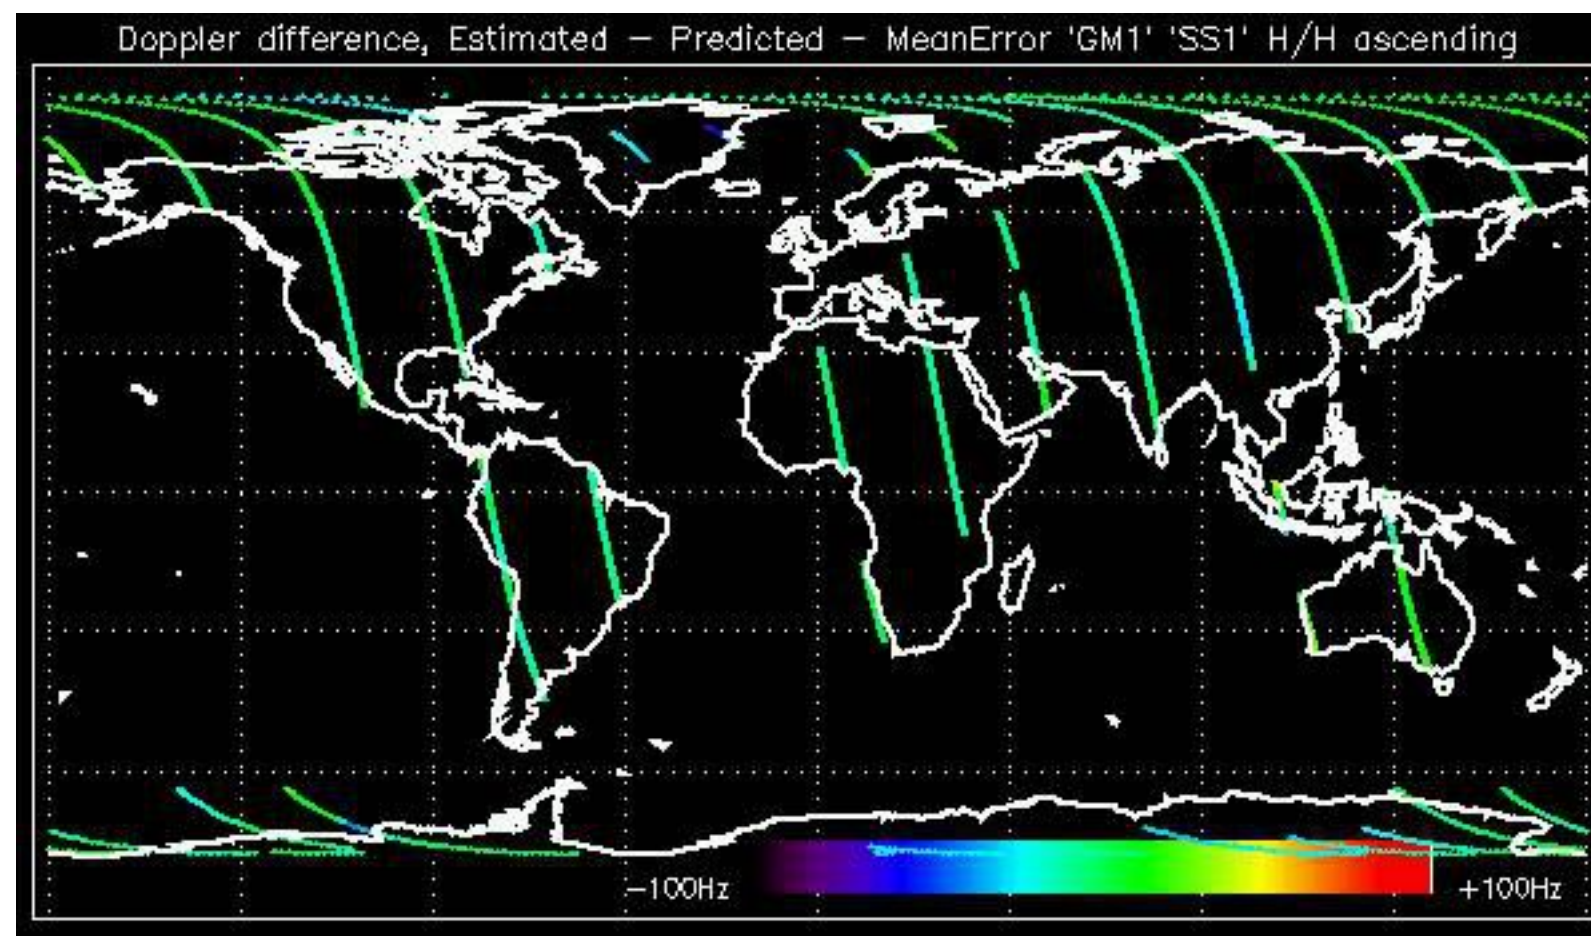 Doppler difference, Estimated – Predicted – MeanError 'GM1' 'SS1' H/H ascending
−100Hz +100Hz